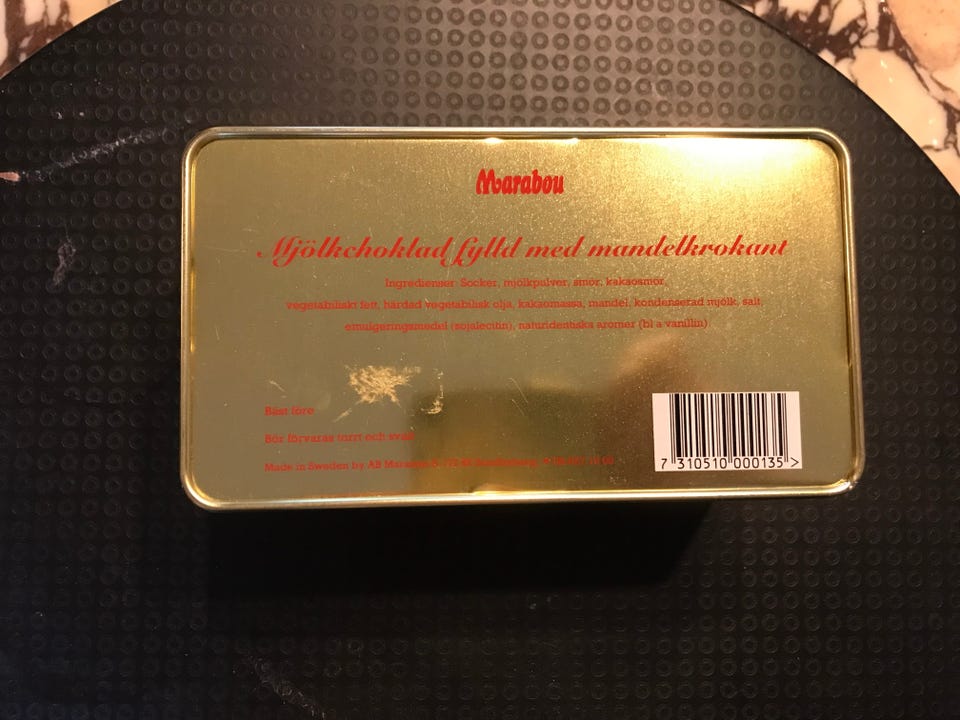 Marabou
Mjölkchoklad fylld med mandelkrokant
Ingredienser: Socker, mjölkpulver, smör, kakaosmör,
vegetabiliskt fett, härdad vegetabilisk olja, kakaomassa, mandel, kondenserad mjölk, salt,
emulgeringsmedel (sojalecitin), naturidentiska aromer (bl a vanillin)
Bäst före
Bör förvaras torrt och svalt
Made in Sweden by AB Marabou
7 310510 000135 >